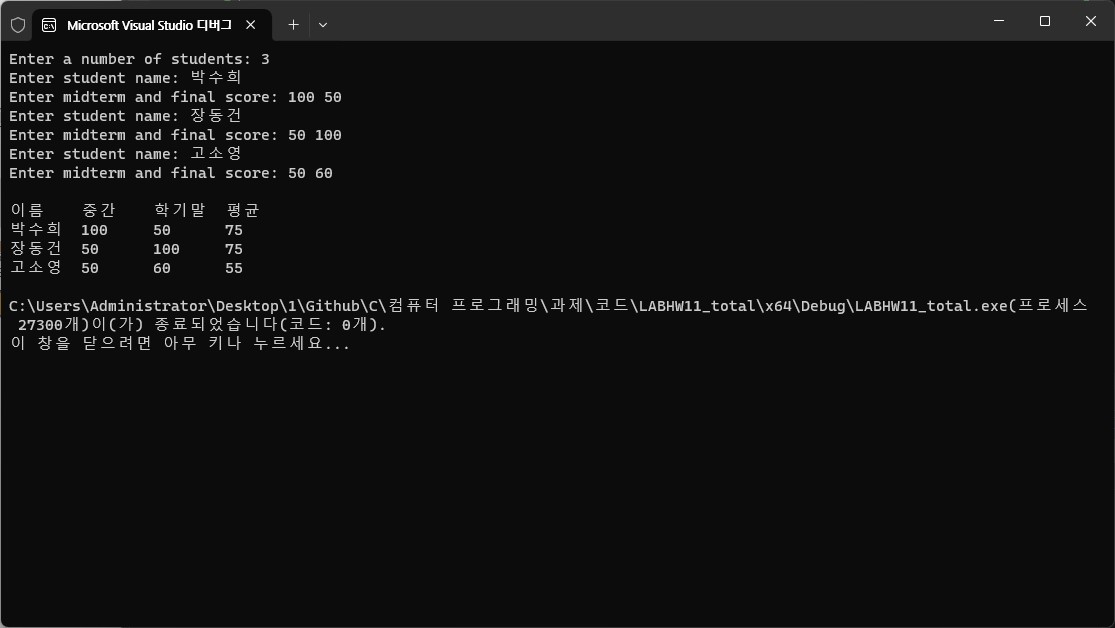 Microsoft Visual Studio 디버그
Enter a number of students: 3
Enter student name: 박수희
Enter midterm and final score: 100 50
Enter student name: 장동건
Enter midterm and final score: 50 100
Enter student name: 고소영
Enter midterm and final score: 50 60
이름 중간 학기말 평균
박수희 100 50 75
장동건 50 100 75
고소영 50 60 55
C:\Users\Administrator\Desktop\1\Github\C\컴퓨터 프로그래밍\과제\코드\LABHW11_total\x64\Debug\LABHW11_total.exe(프로세스
27300개)이(가) 종료되었습니다(코드: 0개).
이 창을 닫으려면 아무 키나 누르세요...